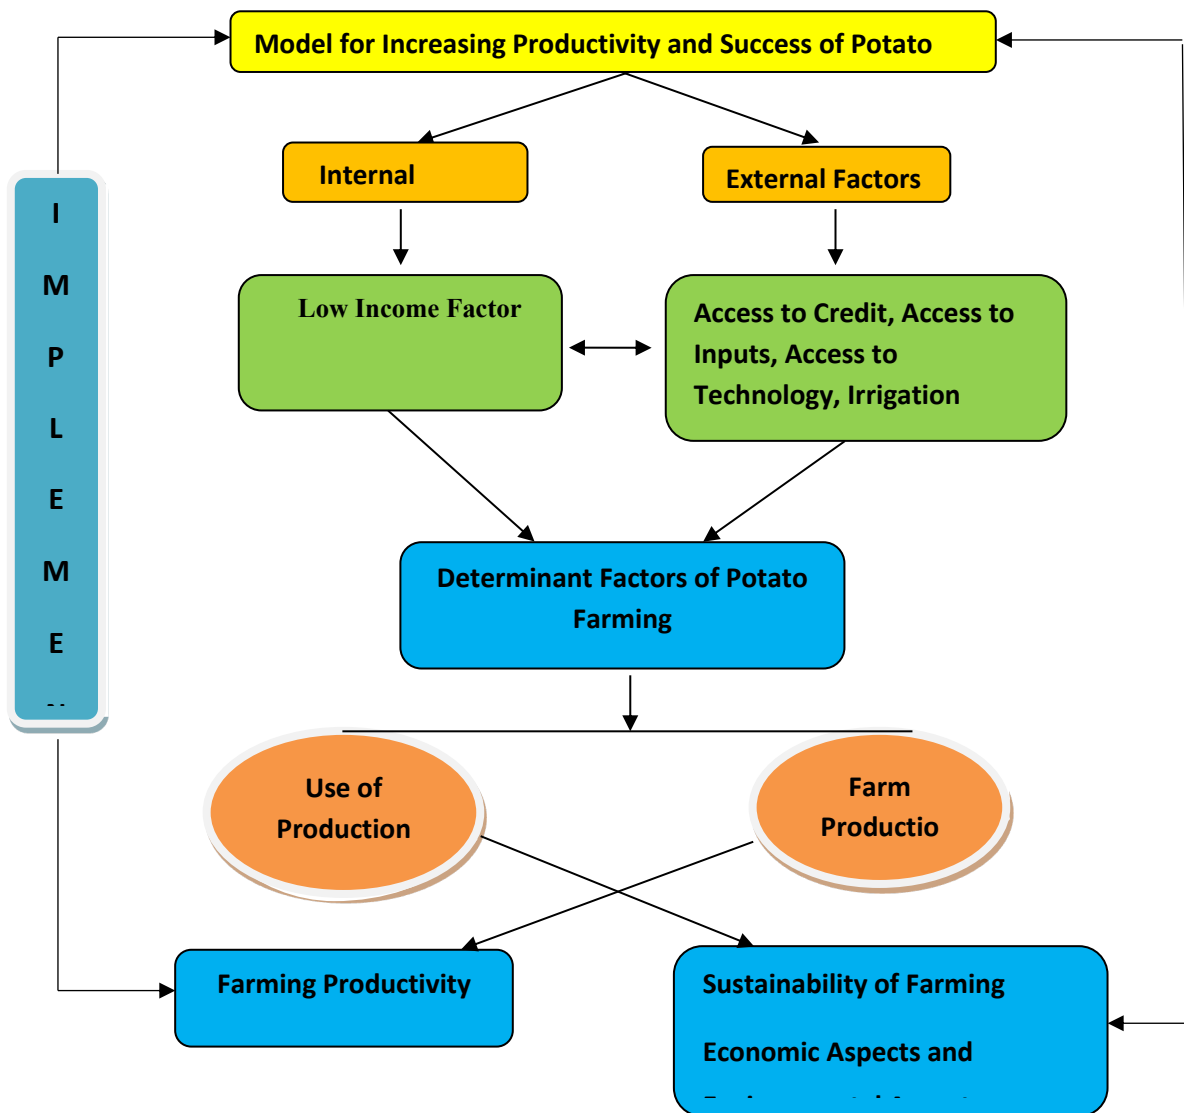 Model for Increasing Productivity and Success of Potato
Internal
External Factors
I
M
P
L
E
M
E
Low Income Factor
Access to Credit, Access to
Inputs, Access to
Technology, Irrigation
Determinant Factors of Potato
Farming
Use of
Production
Farm
Productio
Farming Productivity
Sustainability of Farming
Economic Aspects and